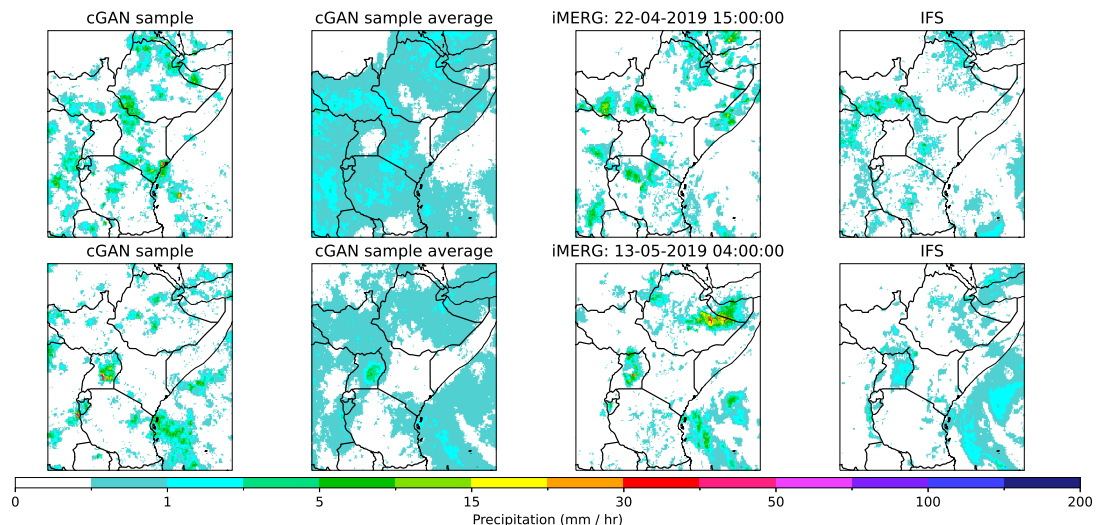 cGAN sample cGAN sample average iMERG: 22-04-2019 15:00:00 IFS
cGAN sample cGAN sample average iMERG: 13-05-2019 04:00:00 IFS
0 1 5 15 30 50 100 200
Precipitation (mm / hr)